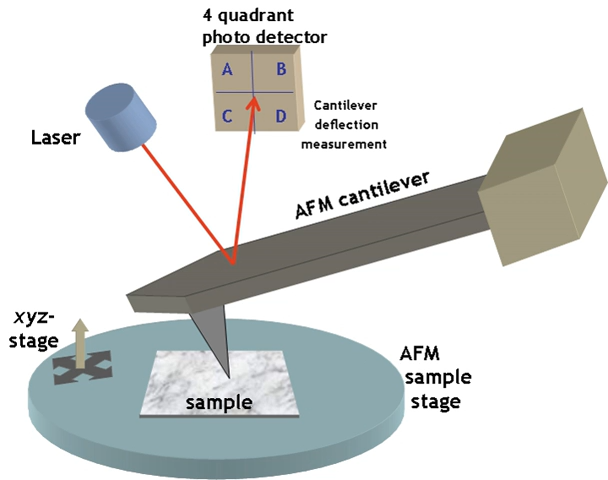 4 quadrant
photo detector
A
B
C
D
Cantilever
deflection
measurement
Laser
AFM cantilever
xyz-
stage
AFM
sample
stage
sample